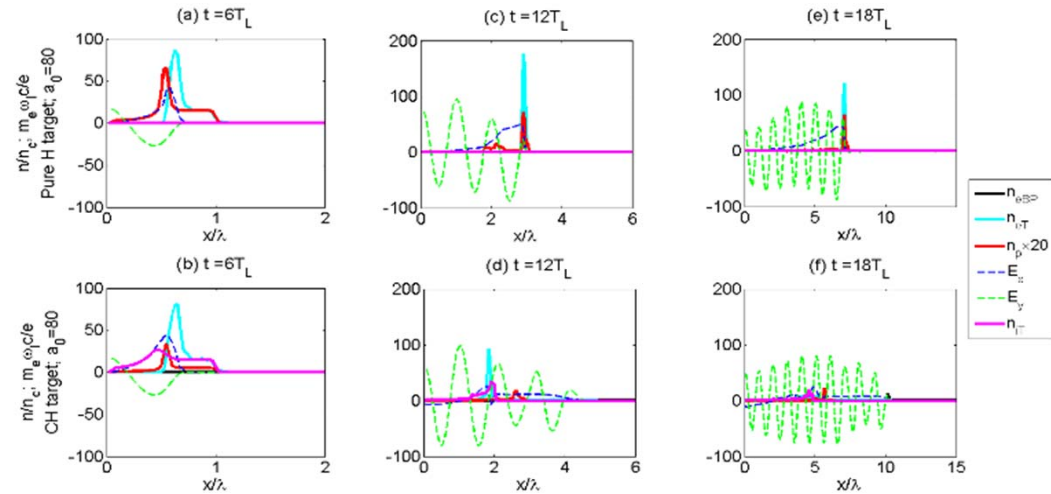 (a) t =6T_L
(c) t =12T_L
(e) t =18T_L
n/n_c; m_eω_lc/e
Pure H target; a_0=80
100
50
0
-50
-100
0
1
2
x/λ
200
100
0
-100
0
2
4
6
x/λ
200
100
0
-100
0
5
10
15
x/λ
(b) t =6T_L
(d) t =12T_L
(f) t =18T_L
n/n_c; m_eω_lc/e
CH target; a_0=80
100
50
0
-50
-100
0
1
2
x/λ
200
100
0
-100
0
2
4
6
x/λ
200
100
0
-100
0
5
10
15
x/λ
n_eBP
n_eT
n_p×20
E_x
E_y
n_iT